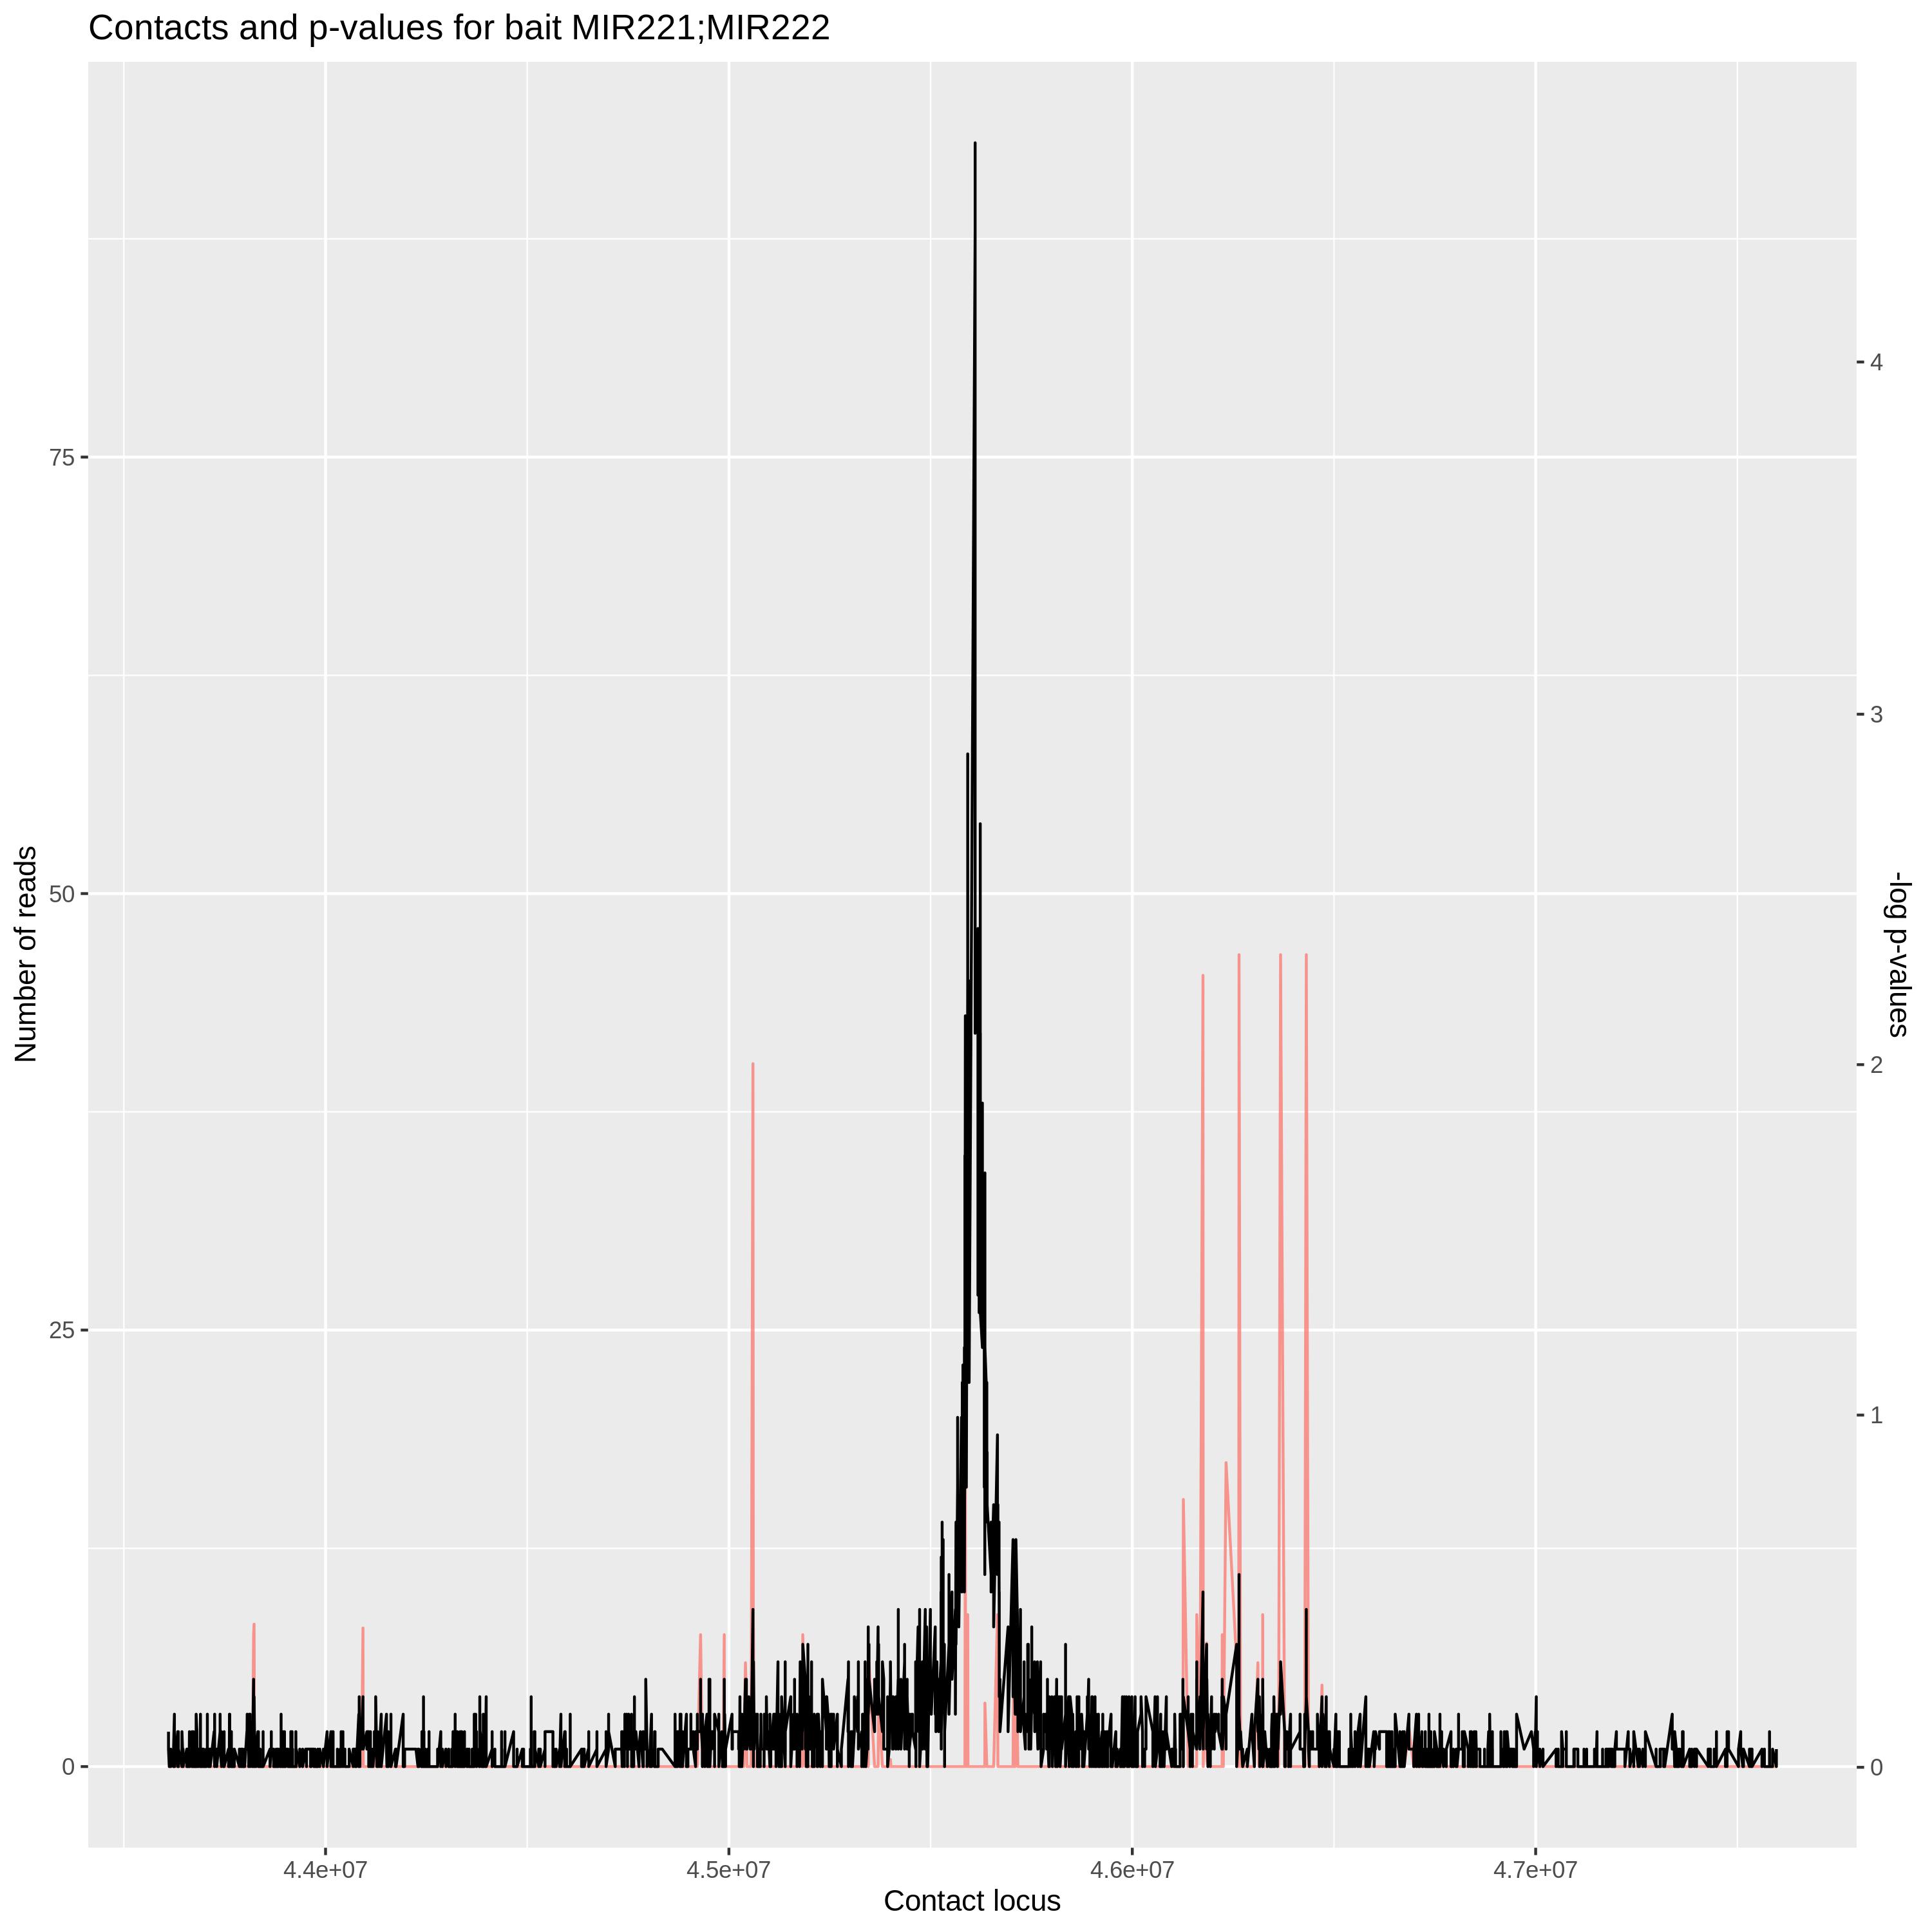 Contacts and p-values for bait MIR221;MIR222
Number of reads
75
50
25
0
4
3
2
1
0
-log p-values
4.4e+07 4.5e+07 4.6e+07 4.7e+07
Contact locus